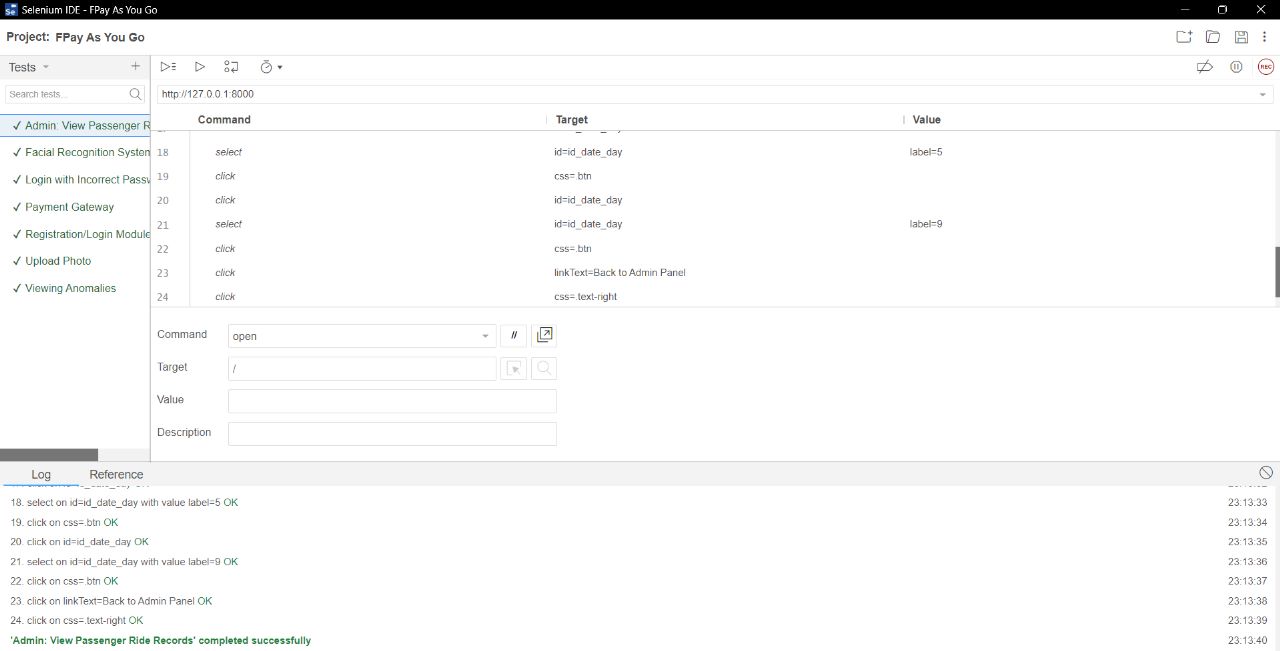 Selenium IDE - FPay As You Go
Project: FPay As You Go
Tests
Search tests...
✓ Admin: View Passenger R
✓ Facial Recognition System
✓ Login with Incorrect Passw
✓ Payment Gateway
✓ Registration/Login Module
✓ Upload Photo
✓ Viewing Anomalies
REC
http://127.0.0.1:8000
Command Target Value
18 select id=id_date_day label=5
19 click css=.btn
20 click id=id_date_day
21 select id=id_date_day label=9
22 click css=.btn
23 click linkText=Back to Admin Panel
24 click css=.text-right
Command open //
Target /
Value
Description
Log Reference
18. select on id=id_date_day with value label=5 OK 23:13:33
19. click on css=.btn OK 23:13:34
20. click on id=id_date_day OK 23:13:35
21. select on id=id_date_day with value label=9 OK 23:13:36
22. click on css=.btn OK 23:13:37
23. click on linkText=Back to Admin Panel OK 23:13:38
24. click on css=.text-right OK 23:13:39
'Admin: View Passenger Ride Records' completed successfully 23:13:40